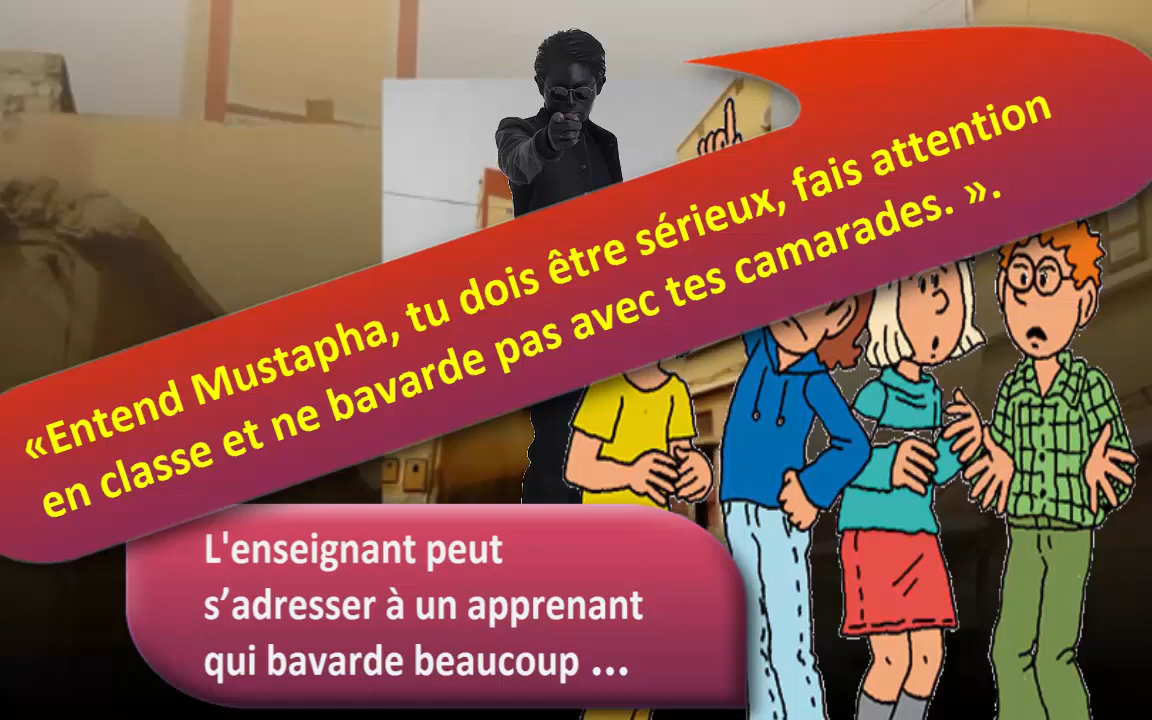 «Entend Mustapha, tu dois être sérieux, fais attention
en classe et ne bavarde pas avec tes camarades. ».
L'enseignant peut
s’adresser à un apprenant
qui bavarde beaucoup …